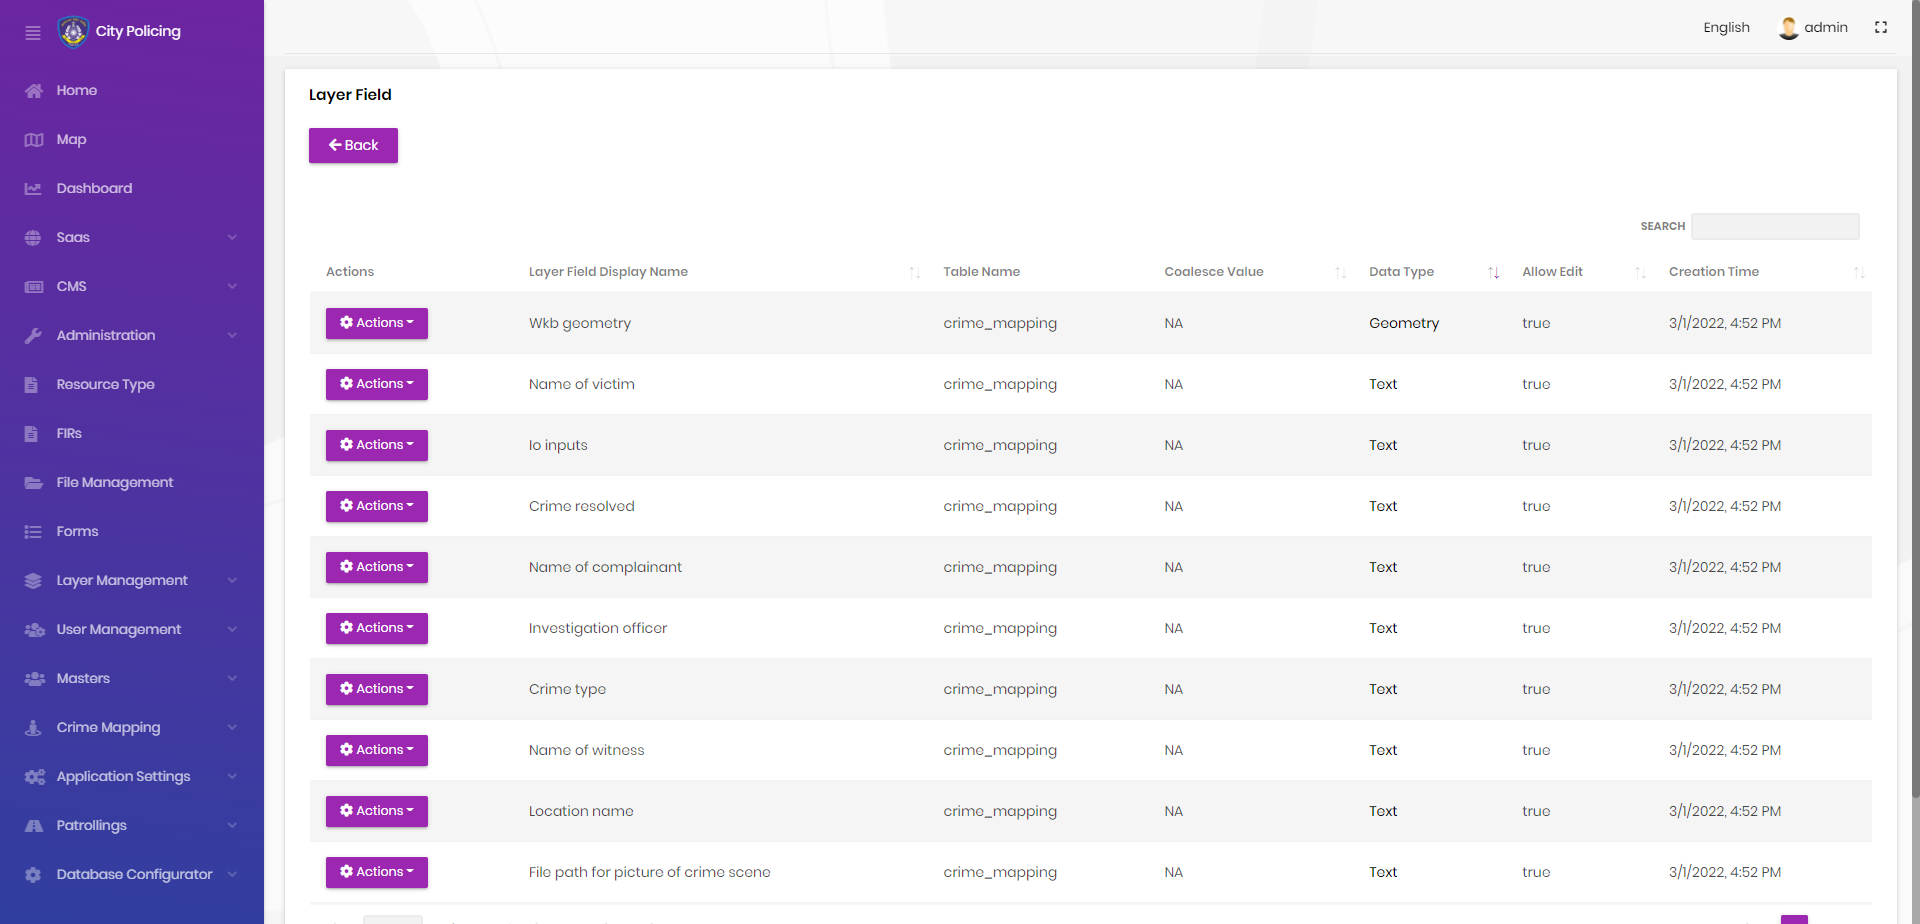 City Policing
English
admin
Home
Map
Dashboard
Saas
CMS
Administration
Resource Type
FIRs
File Management
Forms
Layer Management
User Management
Masters
Crime Mapping
Application Settings
Patrollings
Database Configurator
Layer Field
Back
SEARCH
Actions Layer Field Display Name Table Name Coalesce Value Data Type Allow Edit Creation Time
Actions Wkb geometry crime_mapping NA Geometry true 3/1/2022, 4:52 PM
Actions Name of victim crime_mapping NA Text true 3/1/2022, 4:52 PM
Actions Io inputs crime_mapping NA Text true 3/1/2022, 4:52 PM
Actions Crime resolved crime_mapping NA Text true 3/1/2022, 4:52 PM
Actions Name of complainant crime_mapping NA Text true 3/1/2022, 4:52 PM
Actions Investigation officer crime_mapping NA Text true 3/1/2022, 4:52 PM
Actions Crime type crime_mapping NA Text true 3/1/2022, 4:52 PM
Actions Name of witness crime_mapping NA Text true 3/1/2022, 4:52 PM
Actions Location name crime_mapping NA Text true 3/1/2022, 4:52 PM
Actions File path for picture of crime scene crime_mapping NA Text true 3/1/2022, 4:52 PM